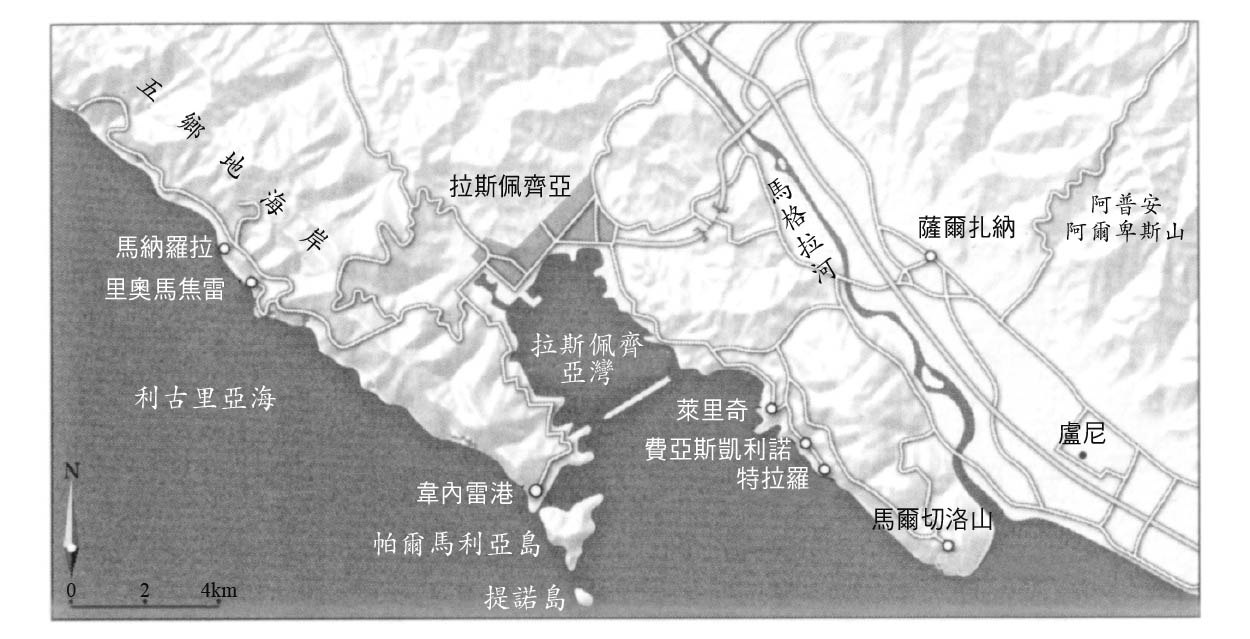 五鄉地海岸
拉斯佩齊亞
馬格拉河
阿普安
阿爾卑斯山
薩爾扎納
馬納羅拉
里奧馬焦雷
拉斯佩齊
亞灣
利古里亞海
萊里奇
盧尼
費亞斯凱利諾
特拉羅
N
韋內雷港
馬爾切洛山
帕爾馬利亞島
提諾島
0 2 4km